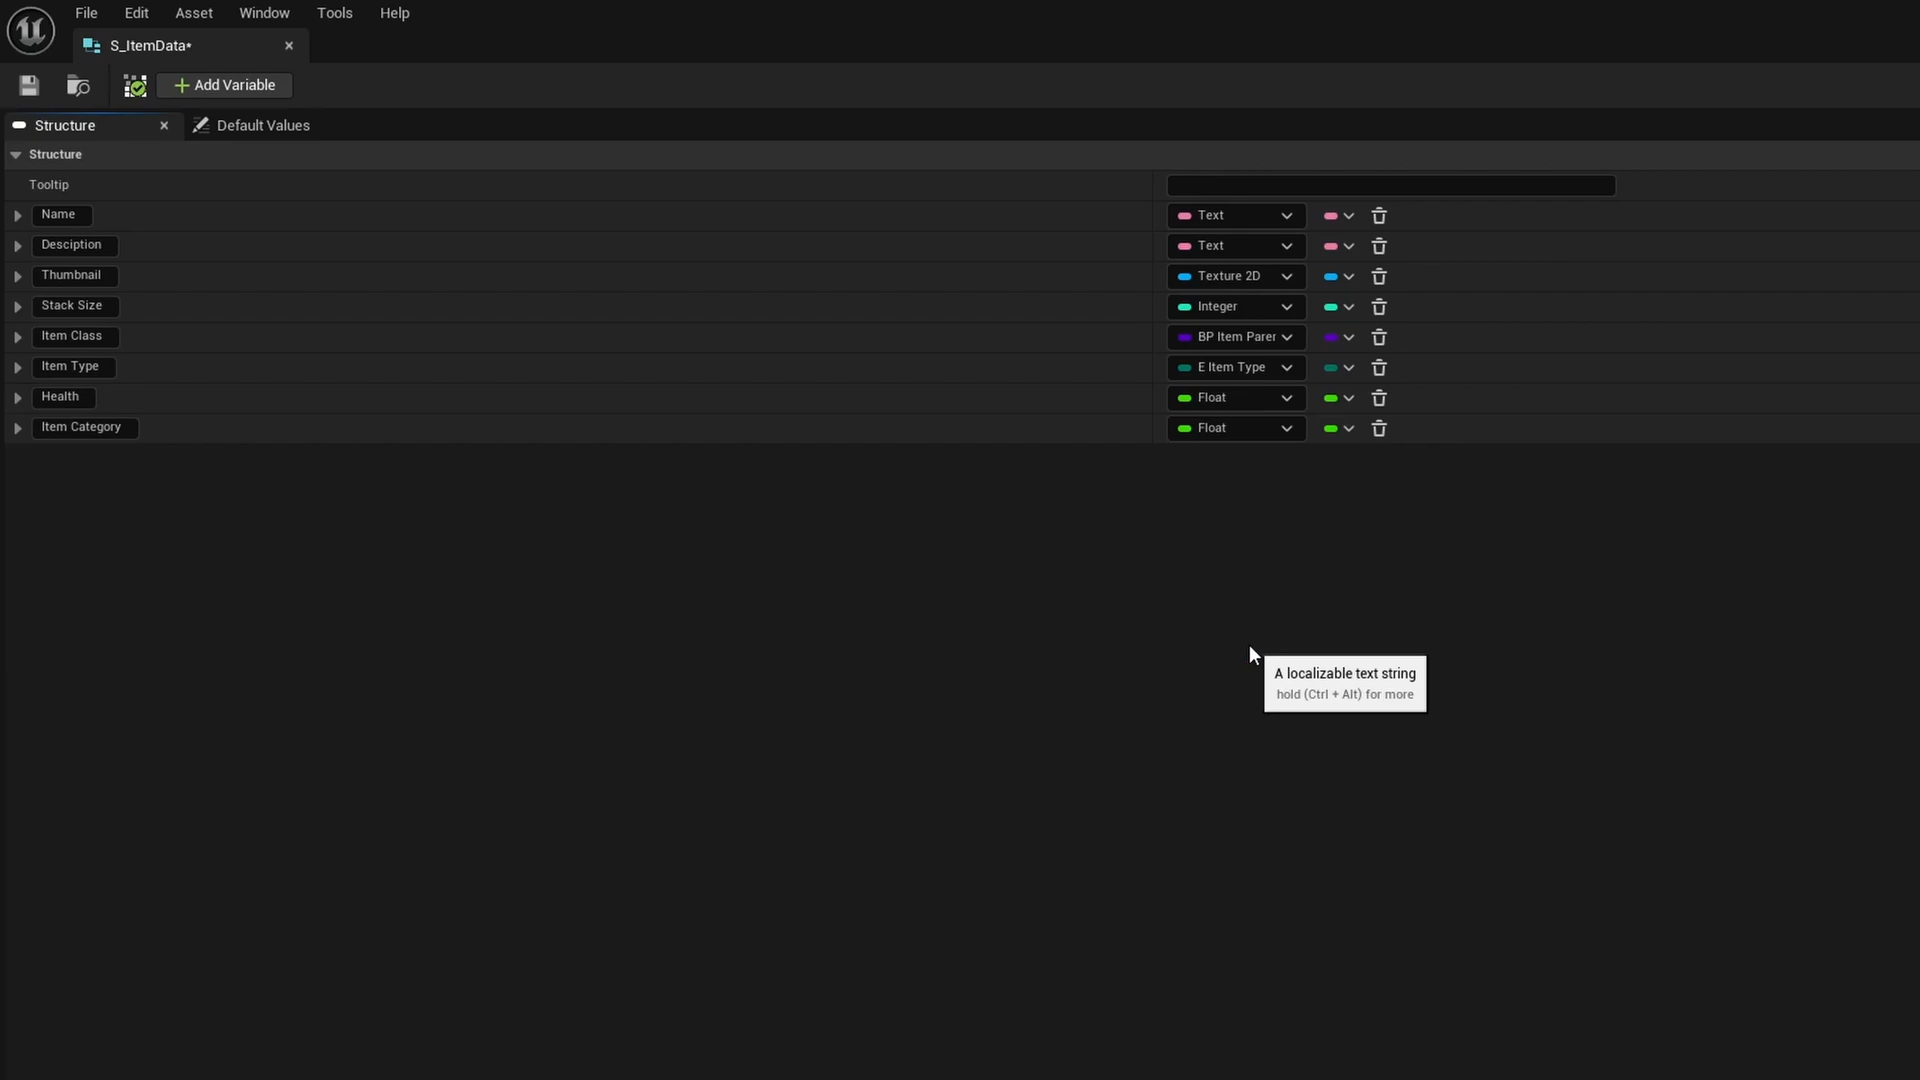 File Edit Asset Window Tools Help
S_ItemData*
Add Variable
Structure Default Values
Structure
Tooltip
Name Text
Desciption Text
Thumbnail Texture 2D
Stack Size Integer
Item Class BP Item Parer
Item Type E Item Type
Health Float
Item Category Float
A localizable text string
hold (Ctrl + Alt) for more